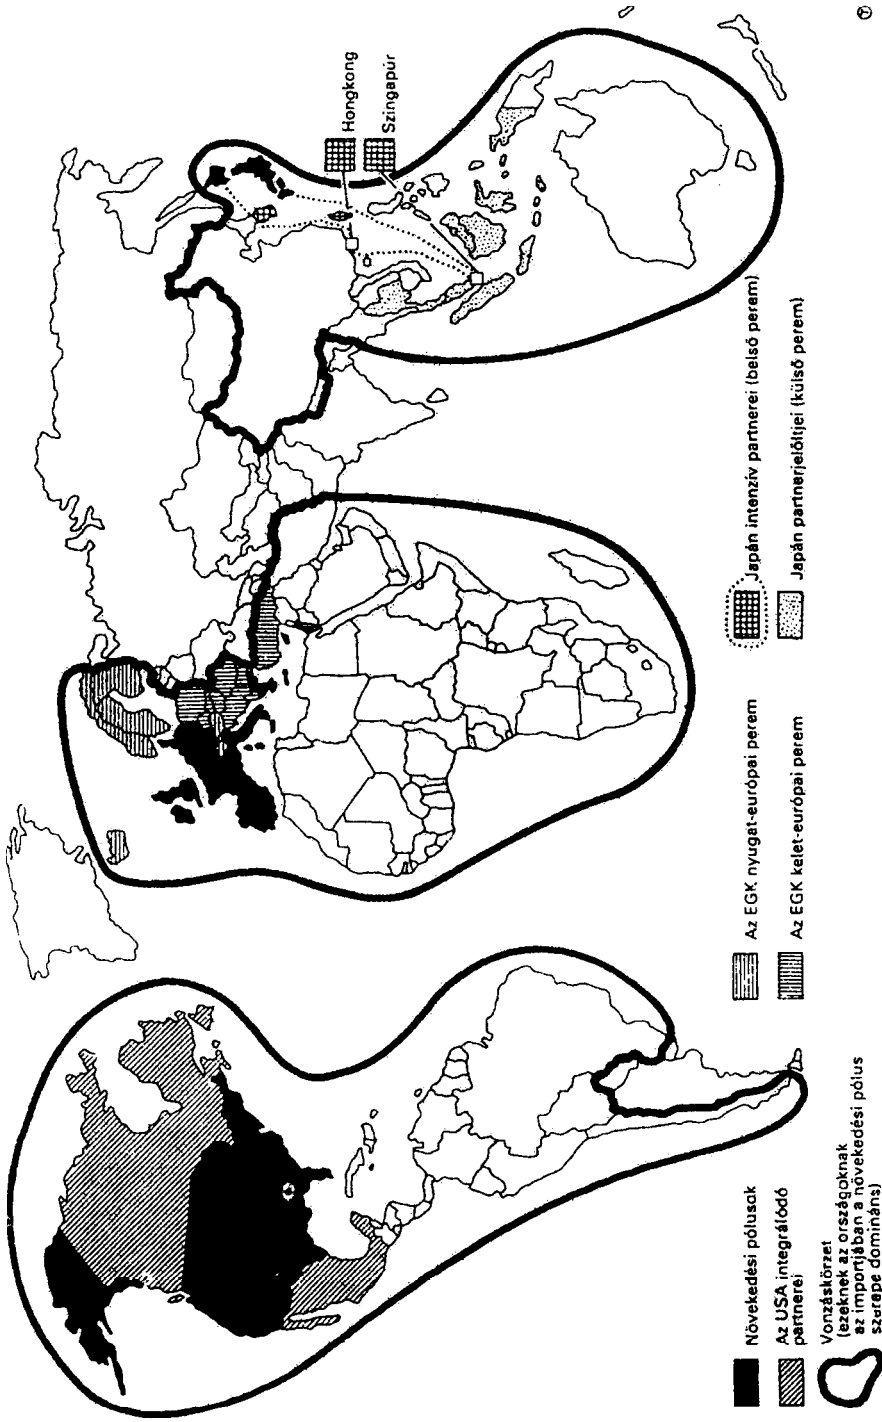 Hongkong
Szingapúr
Növekedési pólusok
Az USA integrálódó
partnerei
Vonzáskörzet
(ezeknek az országoknak
az importjában a növekedési pólus
szerepe domináns)
Az EGK nyugat-európai perem
Az EGK kelet-európai perem
Japán intenzív partnerei (belső perem)
Japán partnerjelöltjei (külső perem)